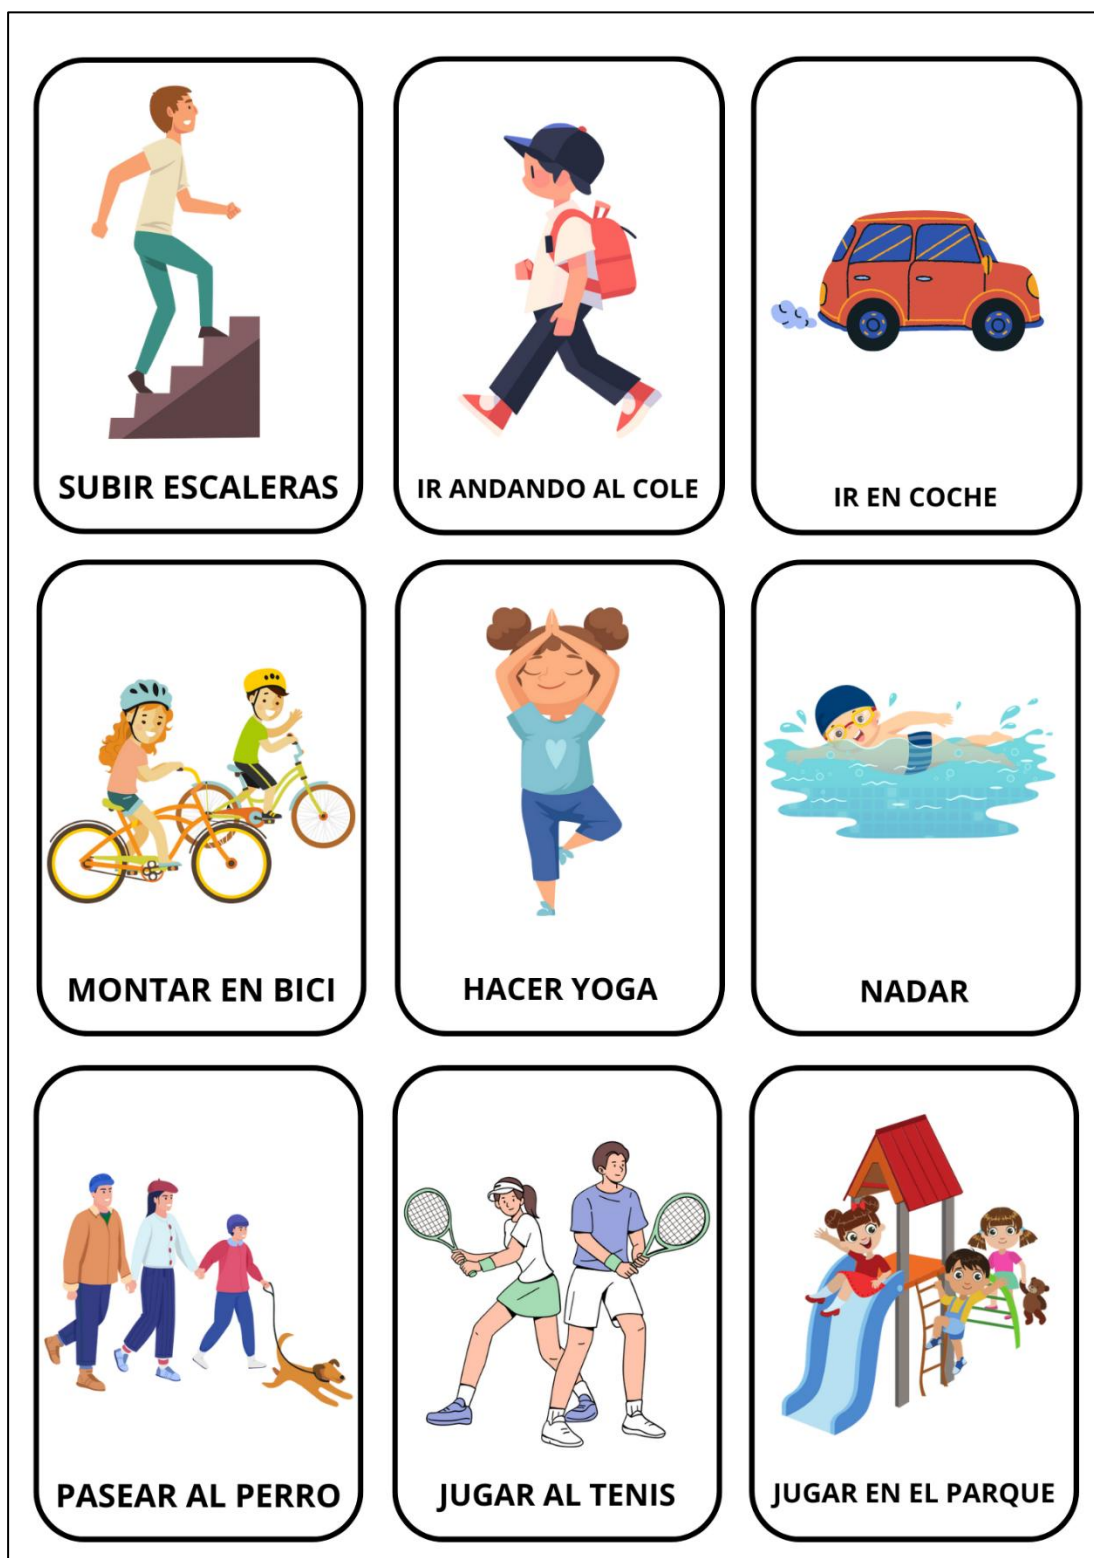 SUBIR ESCALERAS
IR ANDANDO AL COLE
IR EN COCHE
MONTAR EN BICI
HACER YOGA
NADAR
PASEAR AL PERRO
JUGAR AL TENIS
JUGAR EN EL PARQUE